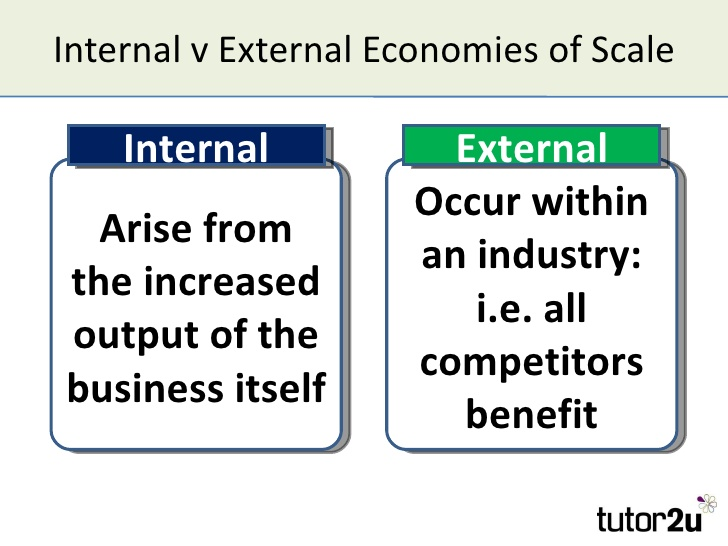 Internal v External Economies of Scale
Internal
Arise from
the increased
output of the
business itself
External
Occur within
an industry:
i.e. all
competitors
benefit
tutor2u